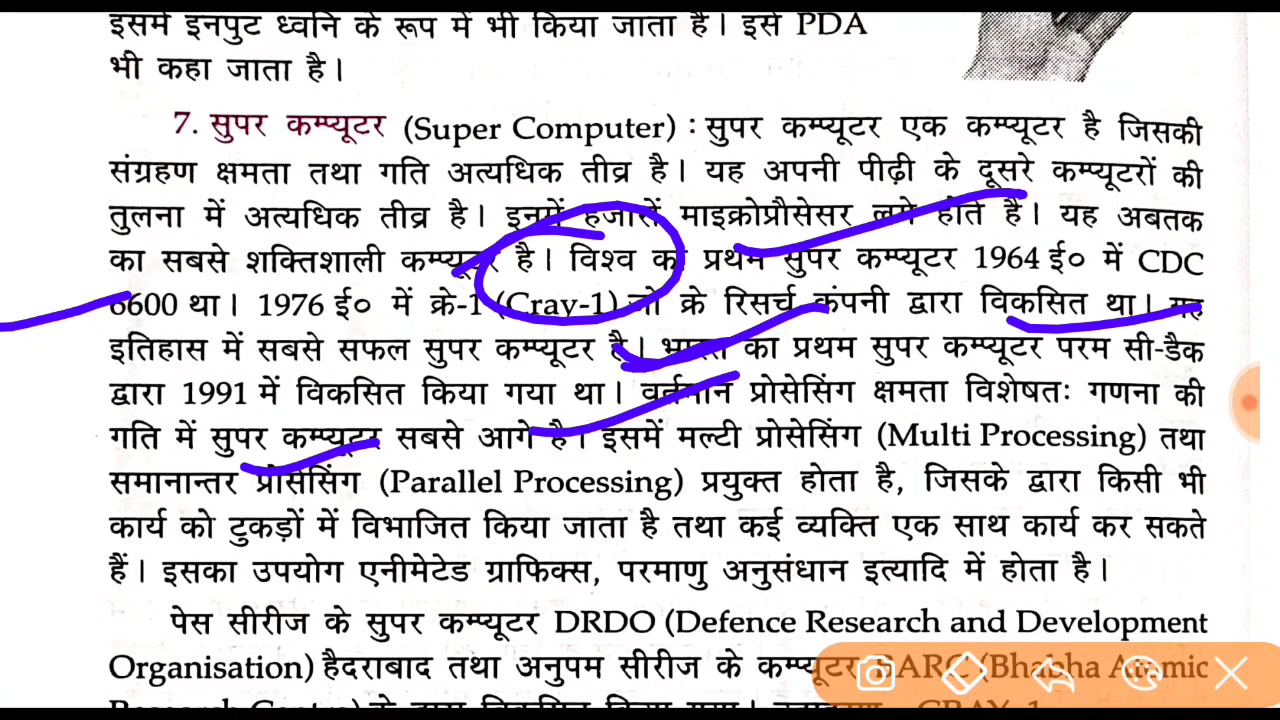 इसमें इनपुट ध्वनि के रूप में भी किया जाता है। इसे PDA
भी कहा जाता है।
7. सुपर कम्प्यूटर (Super Computer) : सुपर कम्प्यूटर एक कम्प्यूटर है जिसकी
संग्रहण क्षमता तथा गति अत्यधिक तीव्र है। यह अपनी पीढ़ी के दूसरे कम्प्यूटरों की
तुलना में अत्यधिक तीव्र है। इनमें हजारों माइक्रोप्रौसेसर लगे होते हैं। यह अबतक
का सबसे शक्तिशाली कम्प्यूटर है। विश्व का प्रथम सुपर कम्प्यूटर 1964 ई० में CDC
6600 था। 1976 ई० में क्रे-1 (Cray-1) जो क्रे रिसर्च कंपनी द्वारा विकसित था। यह
इतिहास में सबसे सफल सुपर कम्प्यूटर है। भारत का प्रथम सुपर कम्प्यूटर परम सी-डैक
द्वारा 1991 में विकसित किया गया था। वर्तमान प्रोसेसिंग क्षमता विशेषतः गणना की
गति में सुपर कम्प्यूटर सबसे आगे है। इसमें मल्टी प्रोसेसिंग (Multi Processing) तथा
समानान्तर प्रोसेसिंग (Parallel Processing) प्रयुक्त होता है, जिसके द्वारा किसी भी
कार्य को टुकड़ों में विभाजित किया जाता है तथा कई व्यक्ति एक साथ कार्य कर सकते
हैं। इसका उपयोग एनीमेटेड ग्राफिक्स, परमाणु अनुसंधान इत्यादि में होता है।
पेस सीरीज के सुपर कम्प्यूटर DRDO (Defence Research and Development
Organisation) हैदराबाद तथा अनुपम सीरीज के कम्प्यूटर BARC (Bhabha Atomic